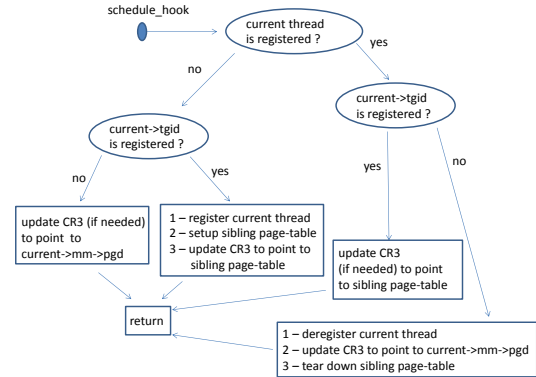 schedule_hook
current thread
is registered ?
no
yes
current->tgid
is registered ?
current->tgid
is registered ?
no
yes
yes
no
update CR3 (if needed)
to point to
current->mm->pgd
1 – register current thread
2 – setup sibling page-table
3 – update CR3 to point to
sibling page-table
update CR3
(if needed) to point
to sibling page-table
return
1 – deregister current thread
2 – update CR3 to point to current->mm->pgd
3 – tear down sibling page-table